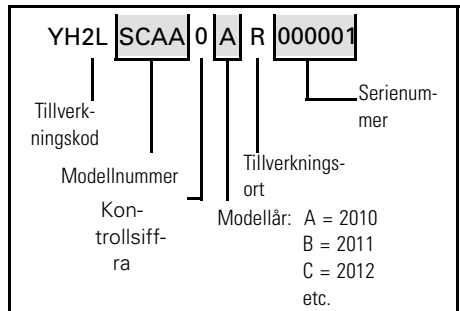 YH2L SCAA 0 A R 000001
Tillverk-
ningskod
Serienum-
mer
Modellnummer
Tillverknings-
ort
Kon-
trollsiff-
ra
Modellår: A = 2010
B = 2011
C = 2012
etc.